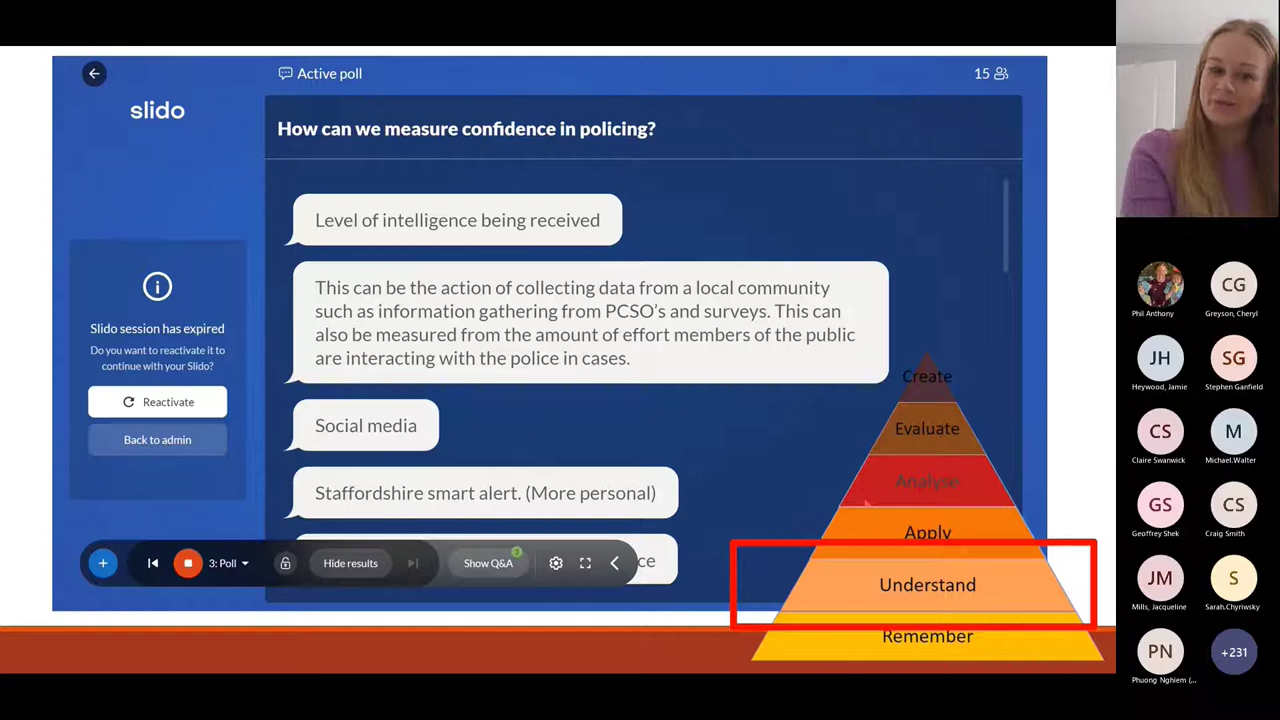 Active poll
15
slido
How can we measure confidence in policing?
Level of intelligence being received
This can be the action of collecting data from a local community
such as information gathering from PCSO's and surveys. This can
also be measured from the amount of effort members of the public
are interacting with the police in cases.
Social media
Staffordshire smart alert. (More personal)
ce
Slido session has expired
Do you want to reactivate it to
continue with your Slido?
Reactivate
Back to admin
3: Poll
Hide results
Show Q&A
Create
Evaluate
Analyse
Apply
Understand
Remember
Phil Anthony
CG
Greyson, Cheryl
JH
Heywood, Jamie
SG
Stephen Ganfield
CS
Claire Swanwick
M
Michael.Walter
GS
Geoffrey Shek
CS
Craig Smith
JM
Mills, Jacqueline
S
Sarah.Chyriwsky
PN
Phuong Nghiem (...
+231